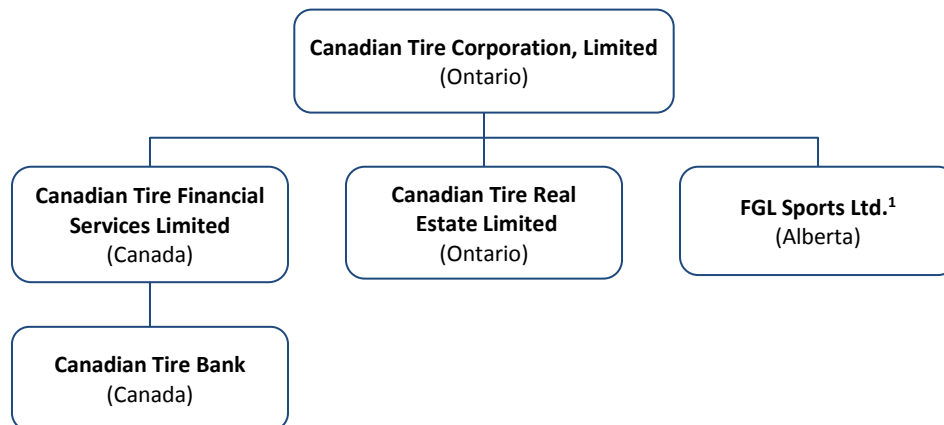 Canadian Tire Corporation, Limited
(Ontario)
Canadian Tire Financial
Services Limited
(Canada)
Canadian Tire Real
Estate Limited
(Ontario)
FGL Sports Ltd.¹
(Alberta)
Canadian Tire Bank
(Canada)